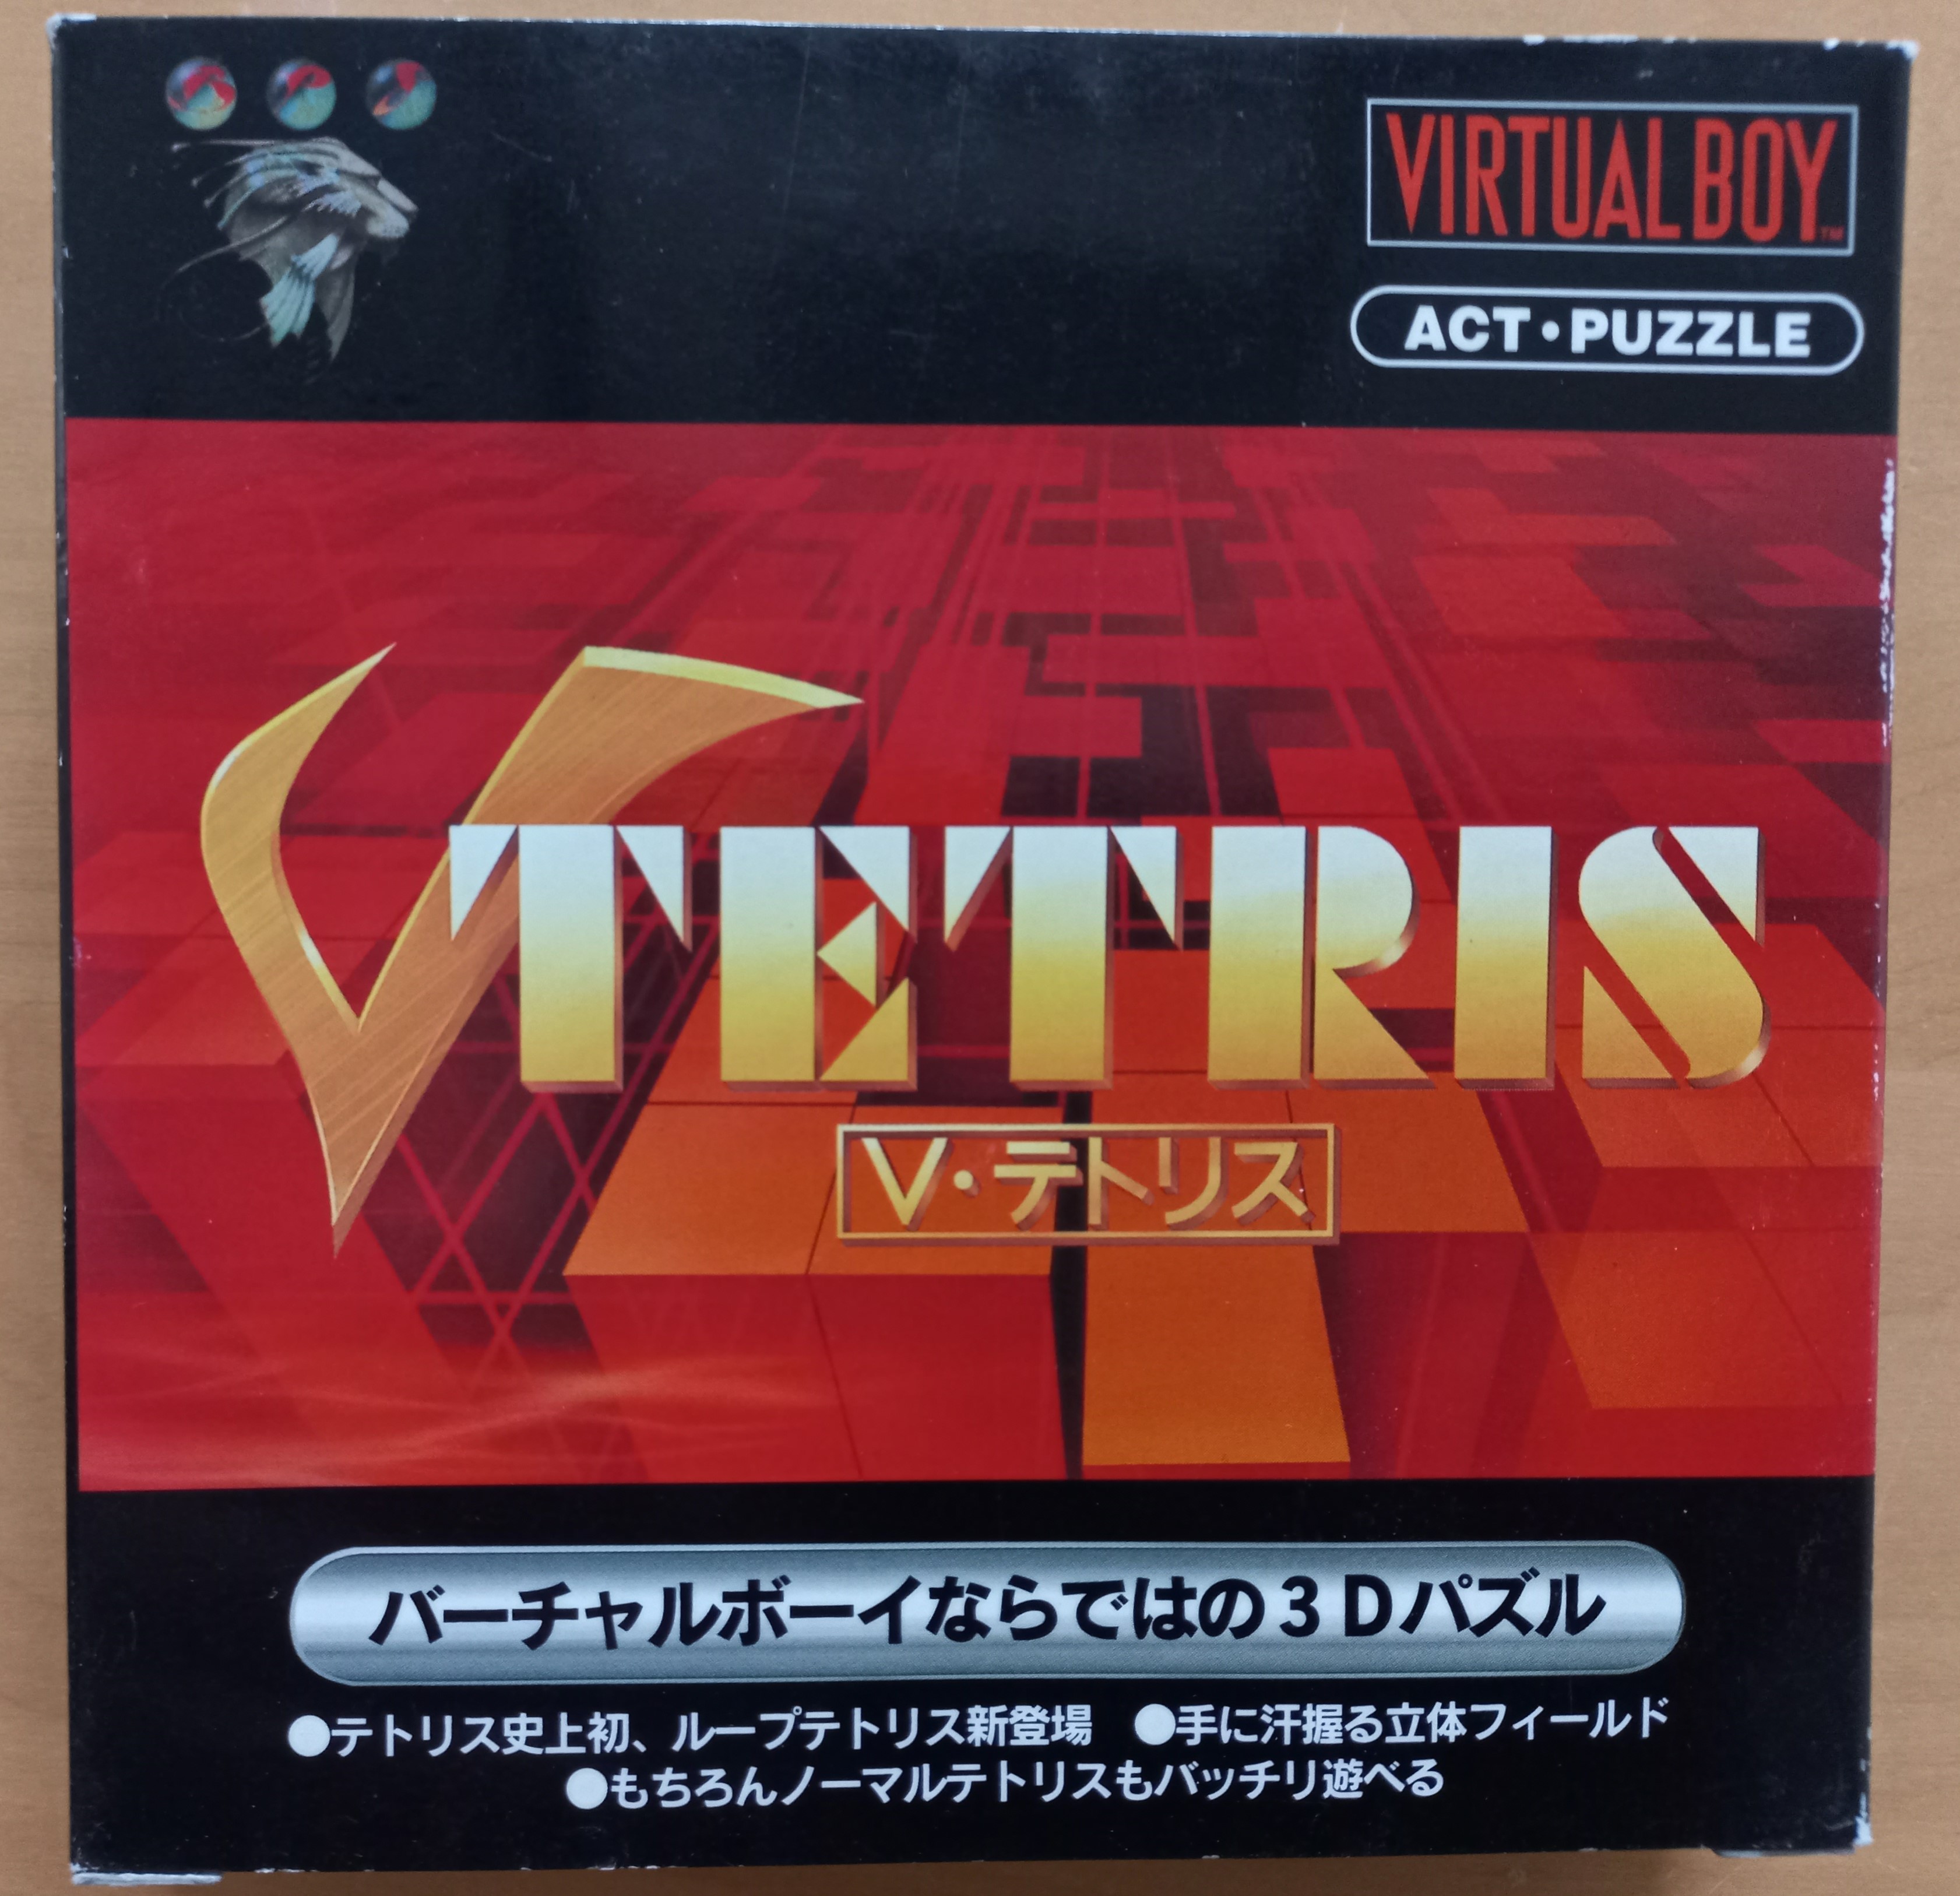 VIRTUAL BOY™
ACT・PUZZLE
V TETRIS
V・テトリス
バーチャルボーイならではの3Dパズル
●テトリス史上初、ループテトリス新登場 ●手に汗握る立体フィールド
●もちろんノーマルテトリスもバッチリ遊べる